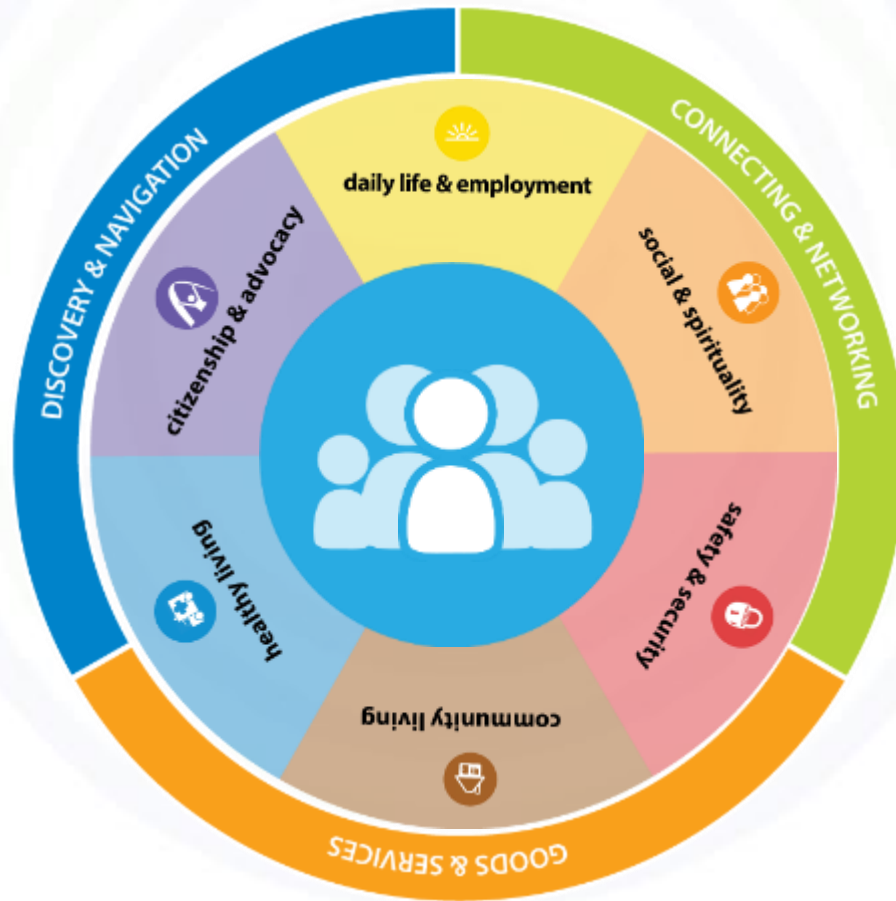 DISCOVERY & NAVIGATION
CONNECTING & NETWORKING
GOODS & SERVICES
daily life & employment
social & spirituality
safety & security
community living
healthy living
citizenship & advocacy